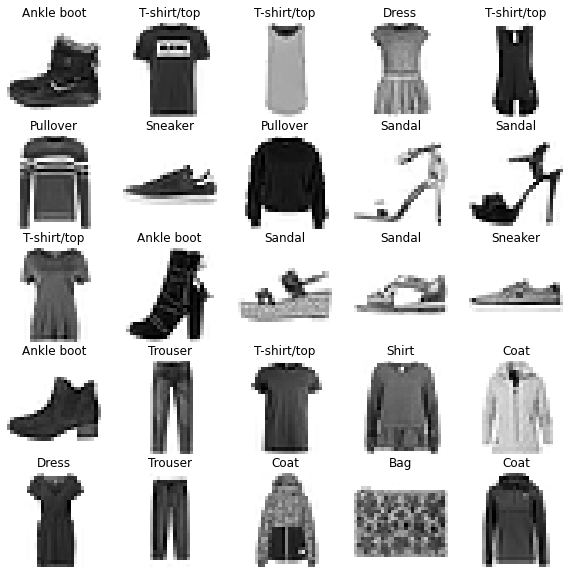 Ankle boot T-shirt/top T-shirt/top Dress T-shirt/top
Pullover Sneaker Pullover Sandal Sandal
T-shirt/top Ankle boot Sandal Sandal Sneaker
Ankle boot Trouser T-shirt/top Shirt Coat
Dress Trouser Coat Bag Coat